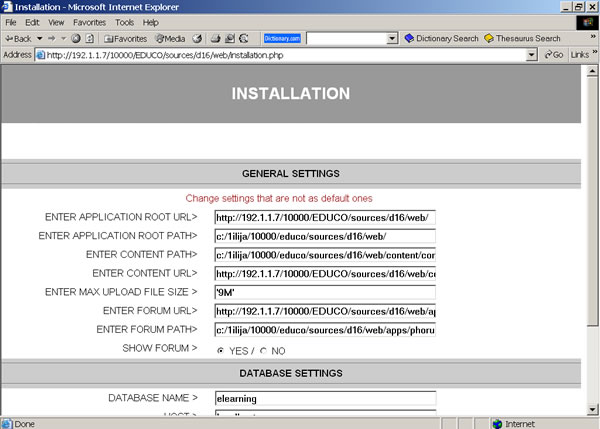 Installation - Microsoft Internet Explorer
File Edit View Favorites Tools Help
Back Favorites Media Dictionary.com Dictionary Search Thesaurus Search
Address http://192.1.1.7/10000/EDUCO/sources/d16/web/installation.php Go Links
INSTALLATION
GENERAL SETTINGS
Change settings that are not as default ones
ENTER APPLICATION ROOT URL> http://192.1.1.7/10000/EDUCO/sources/d16/web/
ENTER APPLICATION ROOT PATH> c:/1ilija/10000/educo/sources/d16/web/
ENTER CONTENT PATH> c:/1ilija/10000/educo/sources/d16/web/content/cor
ENTER CONTENT URL> http://192.1.1.7/10000/EDUCO/sources/d16/web/co
ENTER MAX UPLOAD FILE SIZE > '9M'
ENTER FORUM URL> http://192.1.1.7/10000/EDUCO/sources/d16/web/ap
ENTER FORUM PATH> c:/1ilija/10000/educo/sources/d16/web/apps/phoru
SHOW FORUM > YES / NO
DATABASE SETTINGS
DATABASE NAME > elearning
Done Internet